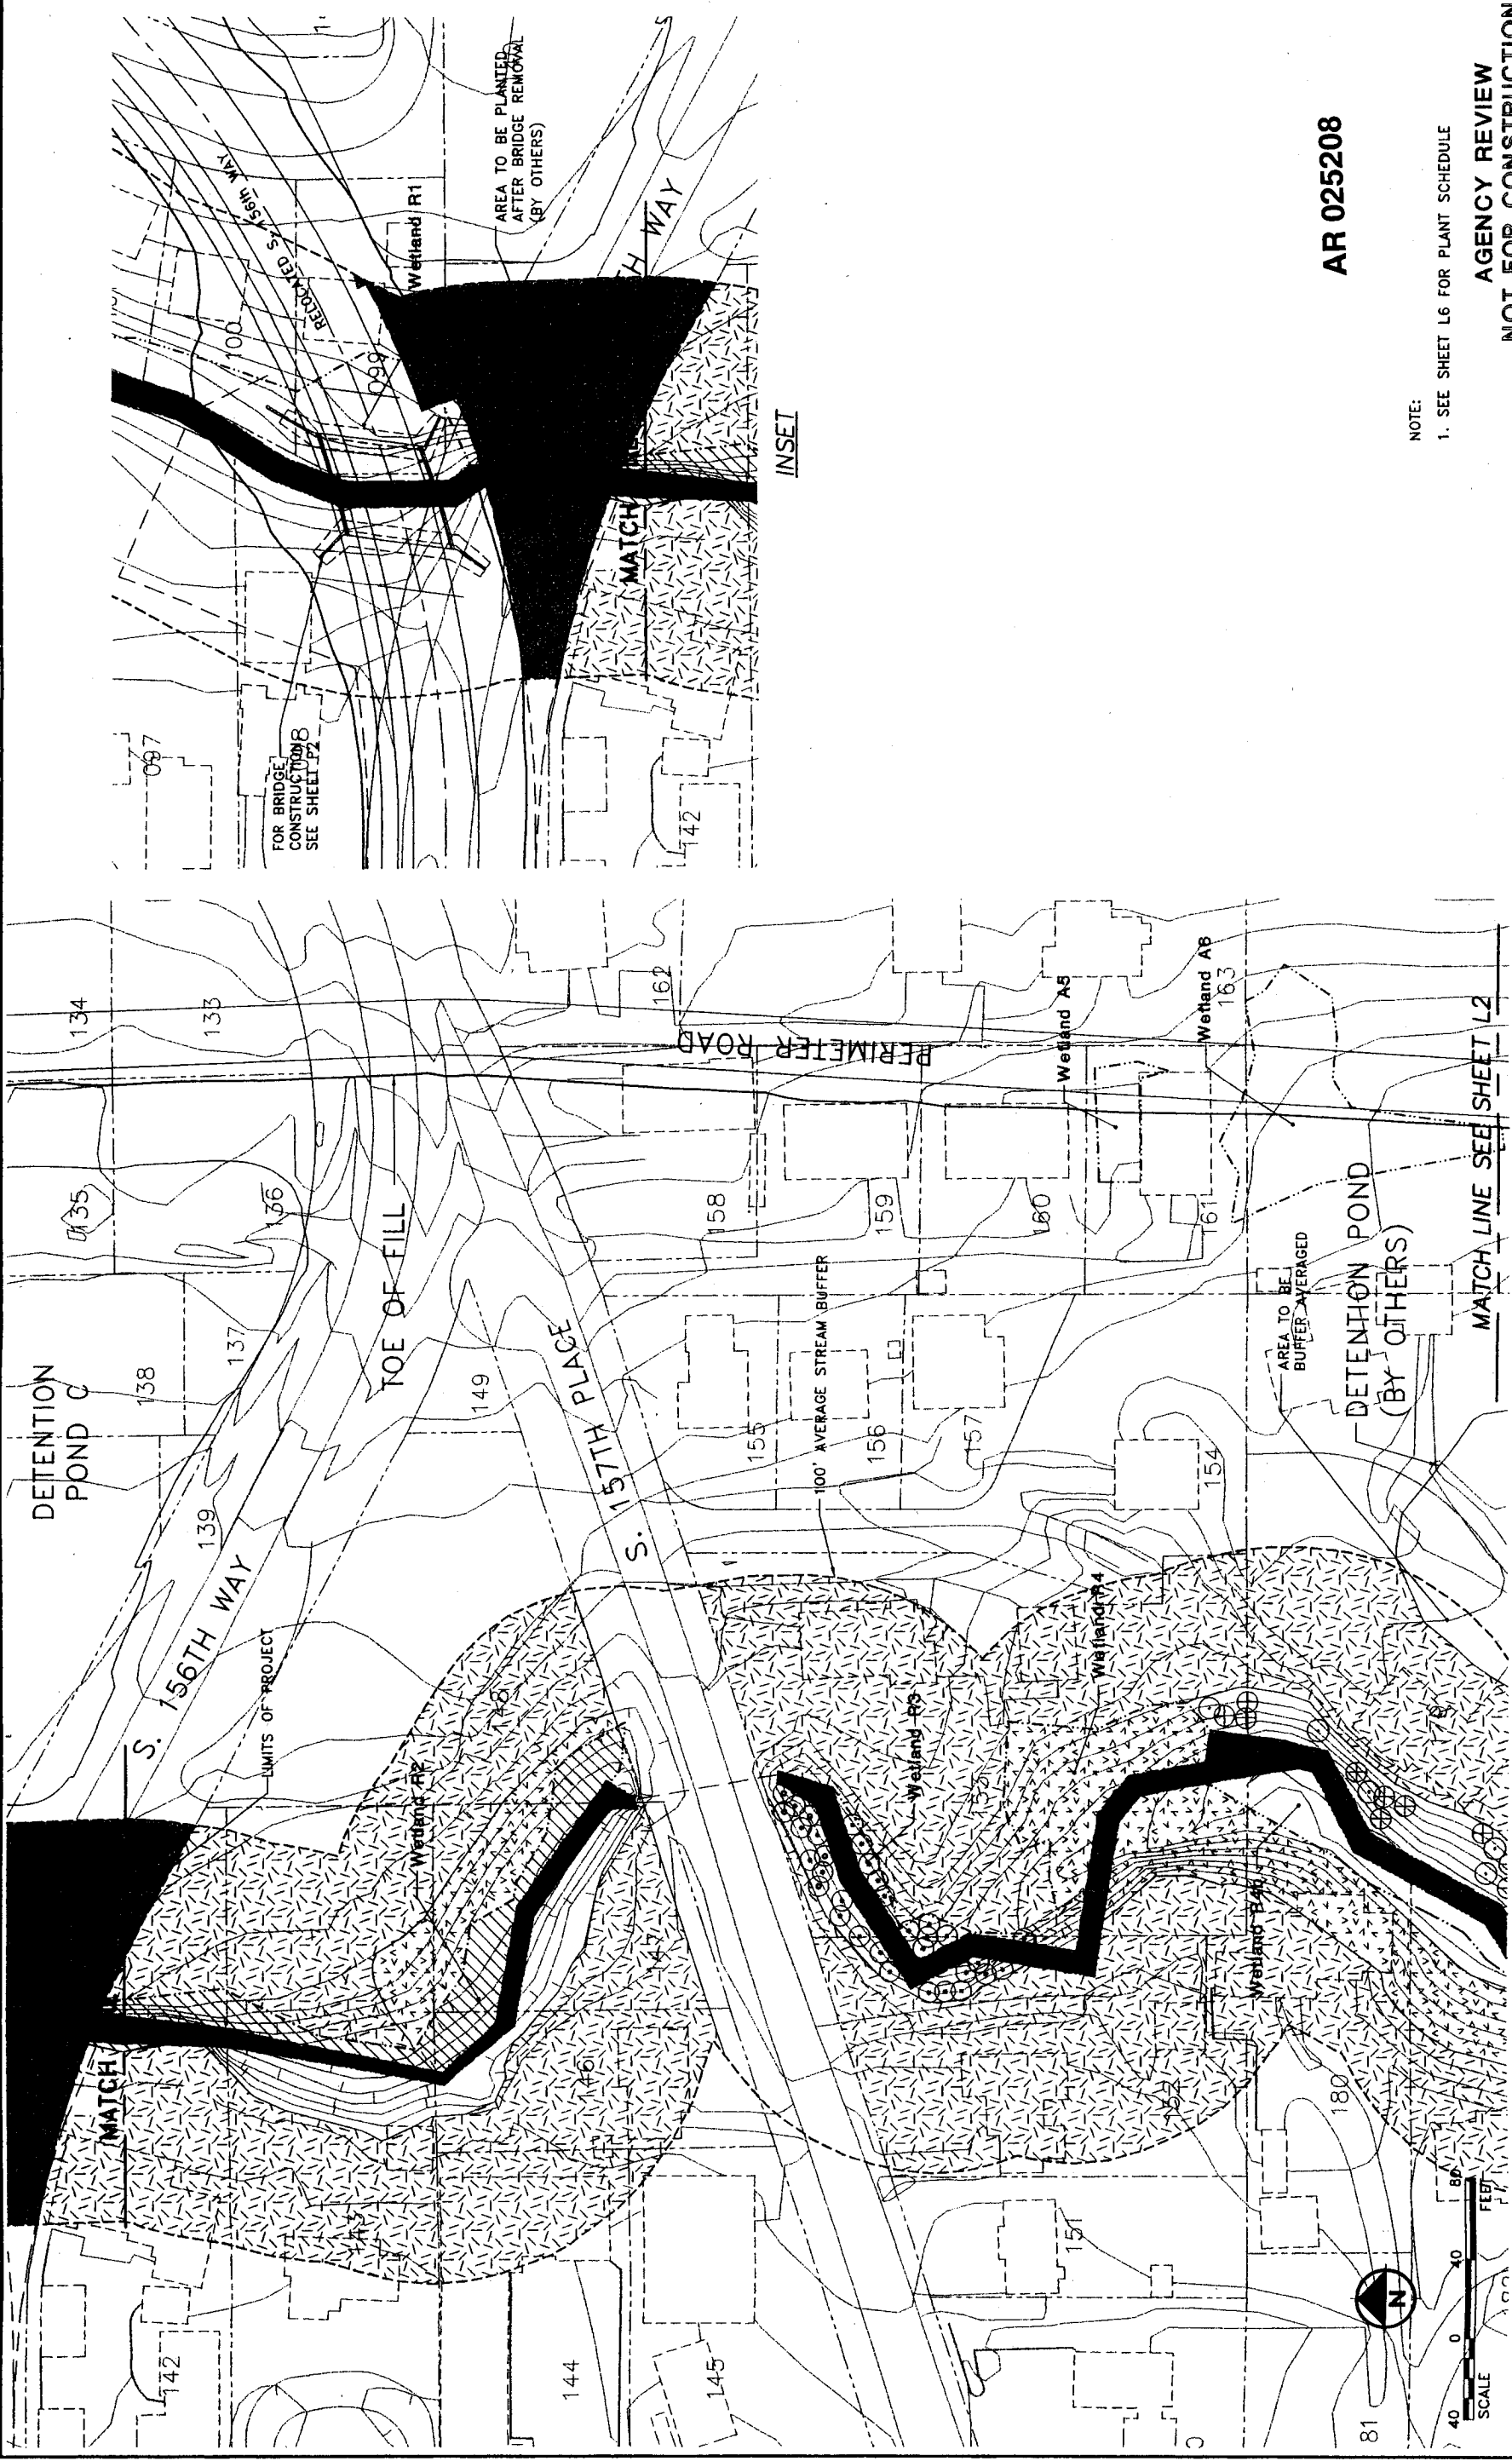 DETENTION
POND C
134
133
135
136
137
138
139
TOE OF FILL
149
S. 156TH WAY
LIMITS OF PROJECT
S. 157TH PLACE
PERIMETER ROAD
162
158
159
160
161
163
Wetland A5
Wetland A6
155
156
157
154
100' AVERAGE STREAM BUFFER
AREA TO BE
BUFFER AVERAGED
DETENTION POND
(BY OTHERS)
MATCH LINE SEE SHEET L2
MATCH
Wetland R2
148
147
146
143
142
144
145
Wetland R3
Wetland R4
153
152
151
179
180
81
N
40 0 40 80
SCALE FEET
097
FOR BRIDGE
CONSTRUCTION
SEE SHEET P2
098
100
099
RELOCATED S. 156th WAY
Wetland R1
AREA TO BE PLANTED
AFTER BRIDGE REMOVAL
(BY OTHERS)
TH WAY
MATCH
142
INSET
AR 025208
NOTE:
1. SEE SHEET L6 FOR PLANT SCHEDULE
AGENCY REVIEW
NOT FOR CONSTRUCTION